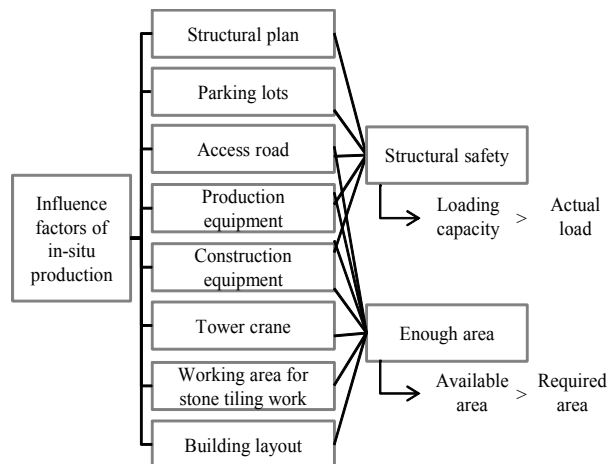 Influence
factors of
in-situ
production
Structural plan
Parking lots
Access road
Production
equipment
Construction
equipment
Tower crane
Working area for
stone tiling work
Building layout
Structural safety
Loading
capacity
>
Actual
load
Enough area
Available
area
>
Required
area